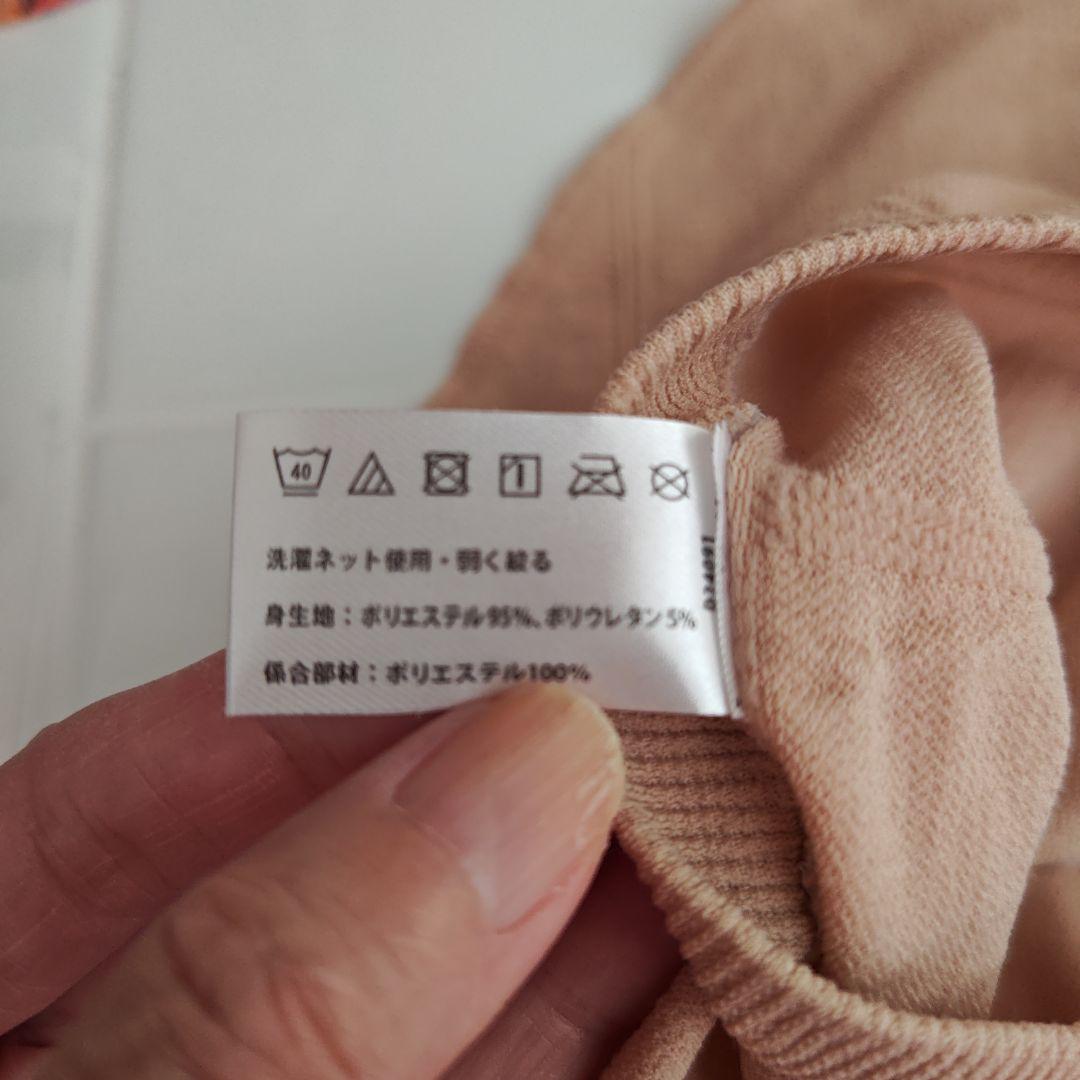 40
洗濯ネット使用・弱く絞る
身生地：ポリエステル95%、ポリウレタン5%
係合部材：ポリエステル100%